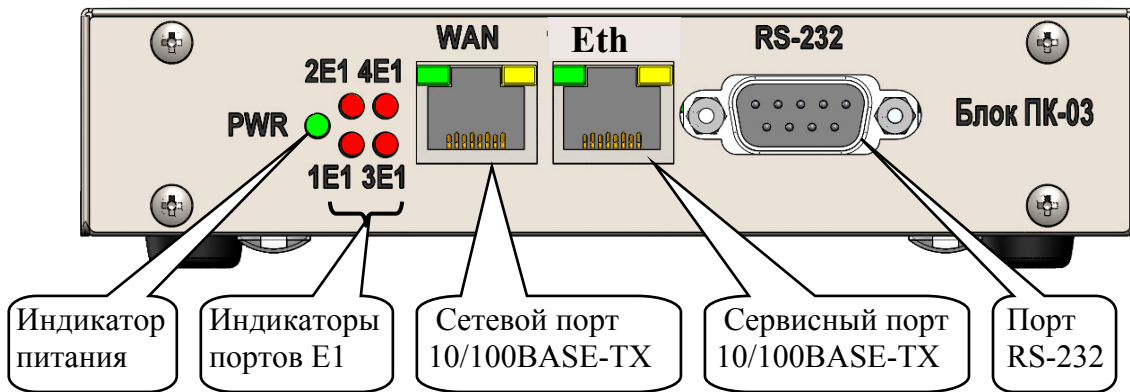 WAN
Eth
RS-232
2E1 4E1
PWR
Блок ПК-03
1E1 3E1
Индикатор
питания
Индикаторы
портов E1
Сетевой порт
10/100BASE-TX
Сервисный порт
10/100BASE-TX
Порт
RS-232